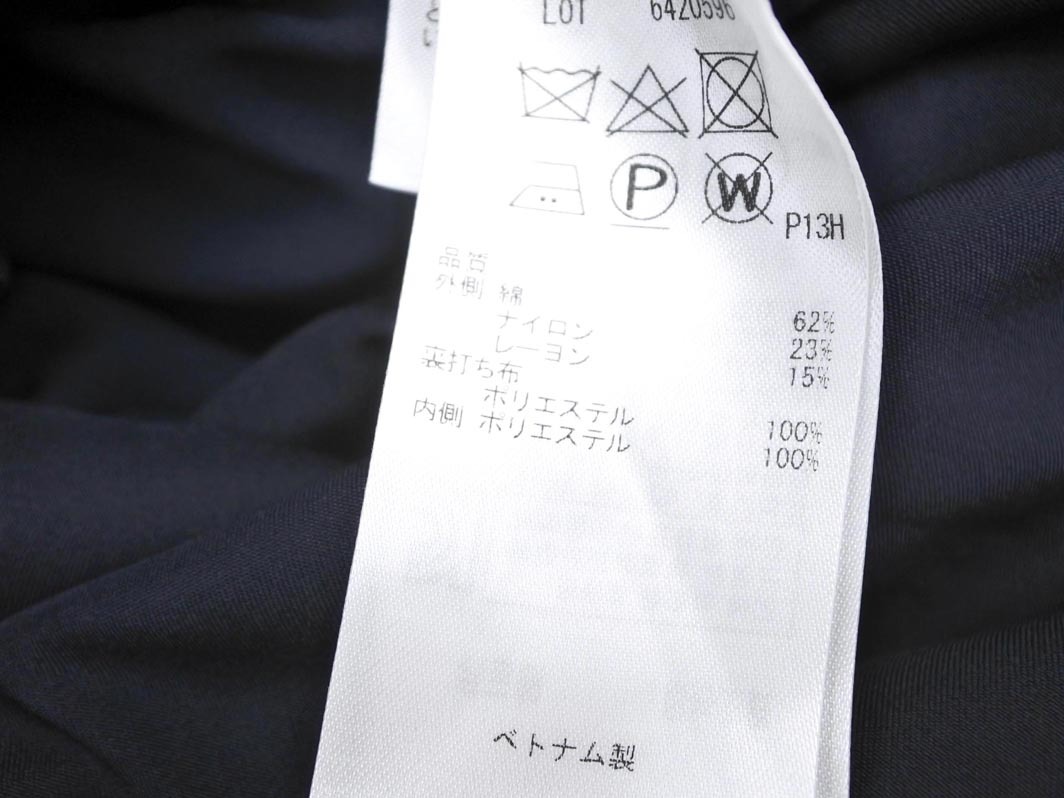 LOT 6420596
P
W
P13H
品質
外側 綿 62%
ナイロン 23%
レーヨン 15%
裏打ち布
ポリエステル 100%
内側 ポリエステル 100%
ベトナム製